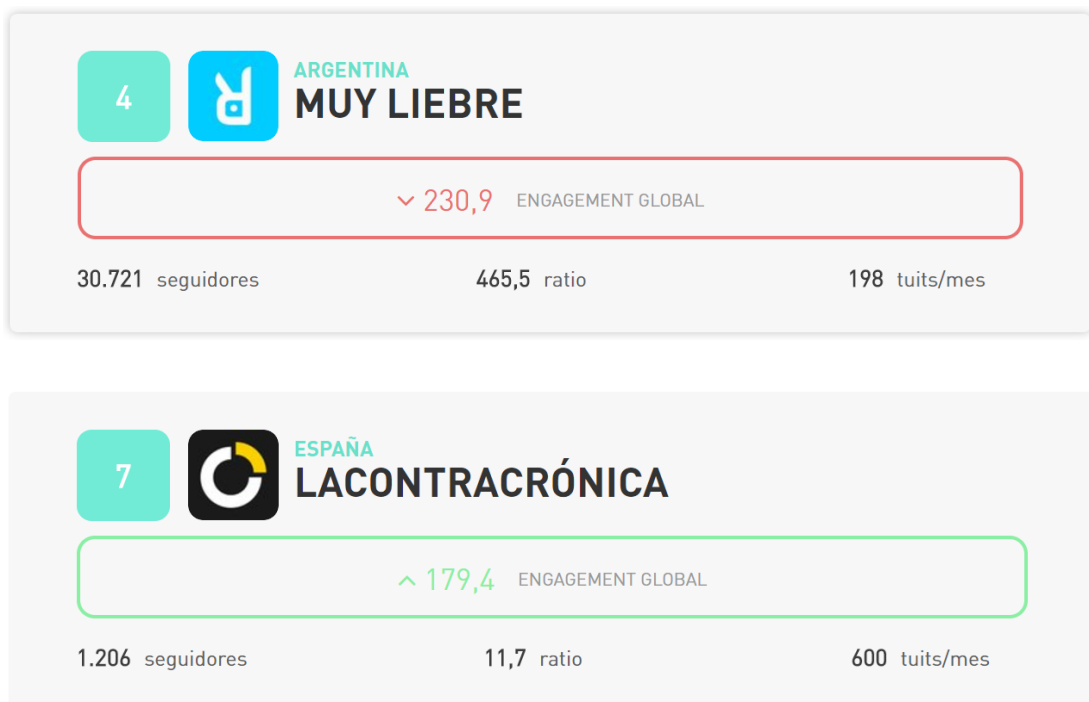 4
ARGENTINA
MUY LIEBRE
230,9 ENGAGEMENT GLOBAL
30.721 seguidores 465,5 ratio 198 tuits/mes
7
ESPAÑA
LACONTRACRÓNICA
179,4 ENGAGEMENT GLOBAL
1.206 seguidores 11,7 ratio 600 tuits/mes